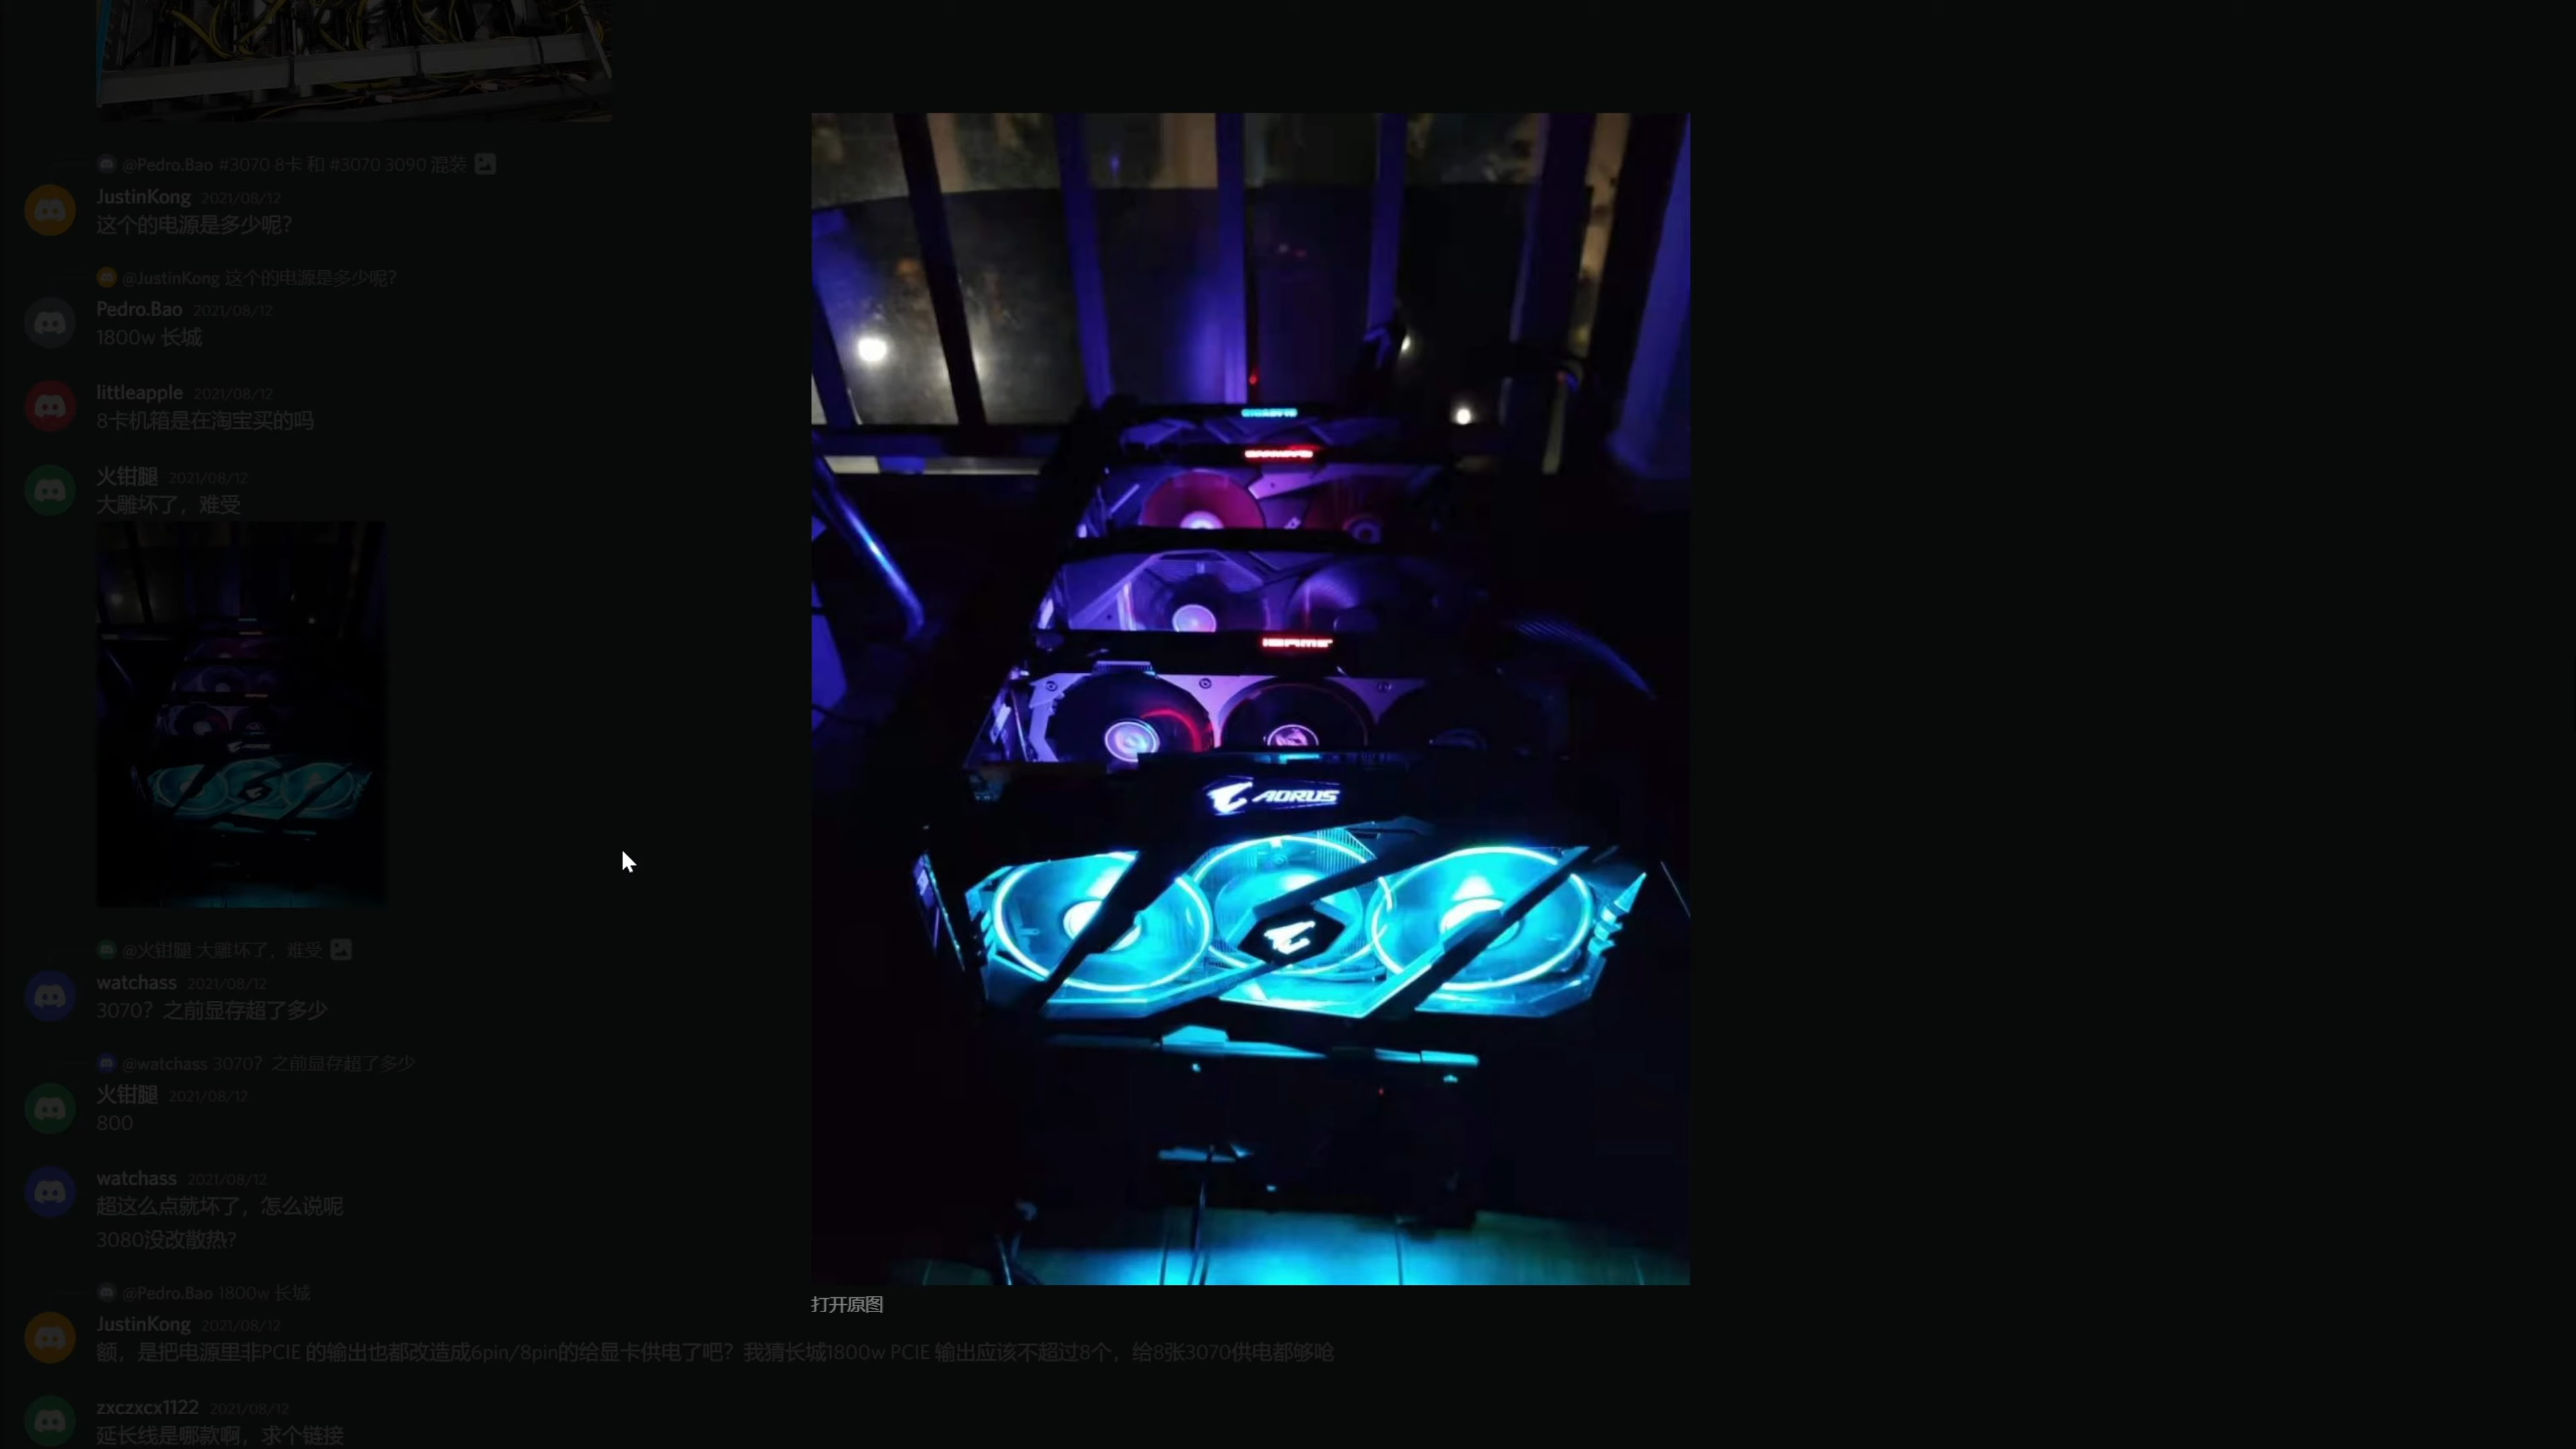 @Pedro.Bao #3070 8卡 和 #3070 3090 混装
JustinKong 2021/08/12
这个的电源是多少呢？
@JustinKong 这个的电源是多少呢？
Pedro.Bao 2021/08/12
1800w 长城
littleapple 2021/08/12
8卡机箱是在淘宝买的吗
火钳腿 2021/08/12
大雕坏了，难受
@火钳腿 大雕坏了，难受
watchass 2021/08/12
3070？之前显存超了多少
@watchass 3070？之前显存超了多少
火钳腿 2021/08/12
800
watchass 2021/08/12
超这么点就坏了，怎么说呢
3080没改散热?
@Pedro.Bao 1800w 长城
JustinKong 2021/08/12
额，是把电源里非PCIE 的输出也都改造成6pin/8pin的给显卡供电了吧？我猜长城1800w PCIE 输出应该不超过8个，给8张3070供电都够呛
zxczxcx1122 2021/08/12
延长线是哪款啊，求个链接
GIGABYTE
AORUS
打开原图